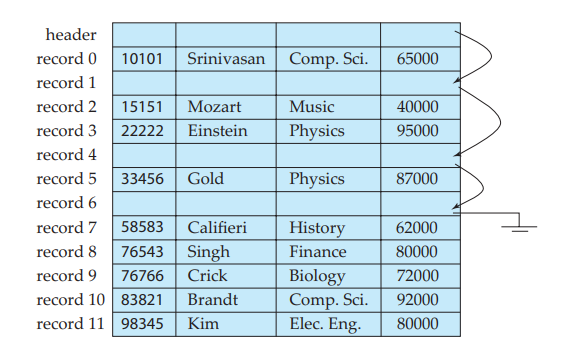 header
record 0 10101 Srinivasan Comp. Sci. 65000
record 1
record 2 15151 Mozart Music 40000
record 3 22222 Einstein Physics 95000
record 4
record 5 33456 Gold Physics 87000
record 6
record 7 58583 Califieri History 62000
record 8 76543 Singh Finance 80000
record 9 76766 Crick Biology 72000
record 10 83821 Brandt Comp. Sci. 92000
record 11 98345 Kim Elec. Eng. 80000